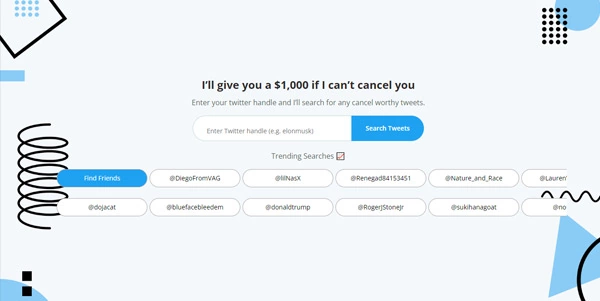 I'll give you a $1,000 if I can't cancel you
Enter your twitter handle and I'll search for any cancel worthy tweets.
Enter Twitter handle (e.g, elonmusk)
Search Tweets
Trending Searches
Find Friends @DiegoFromVAG @lilNasX @Renegad84153451 @Nature_and_Race @Lauren
@dojacat @bluefacebleedem @donaldtrump @RogerJStoneJr @sukihanagoat @no